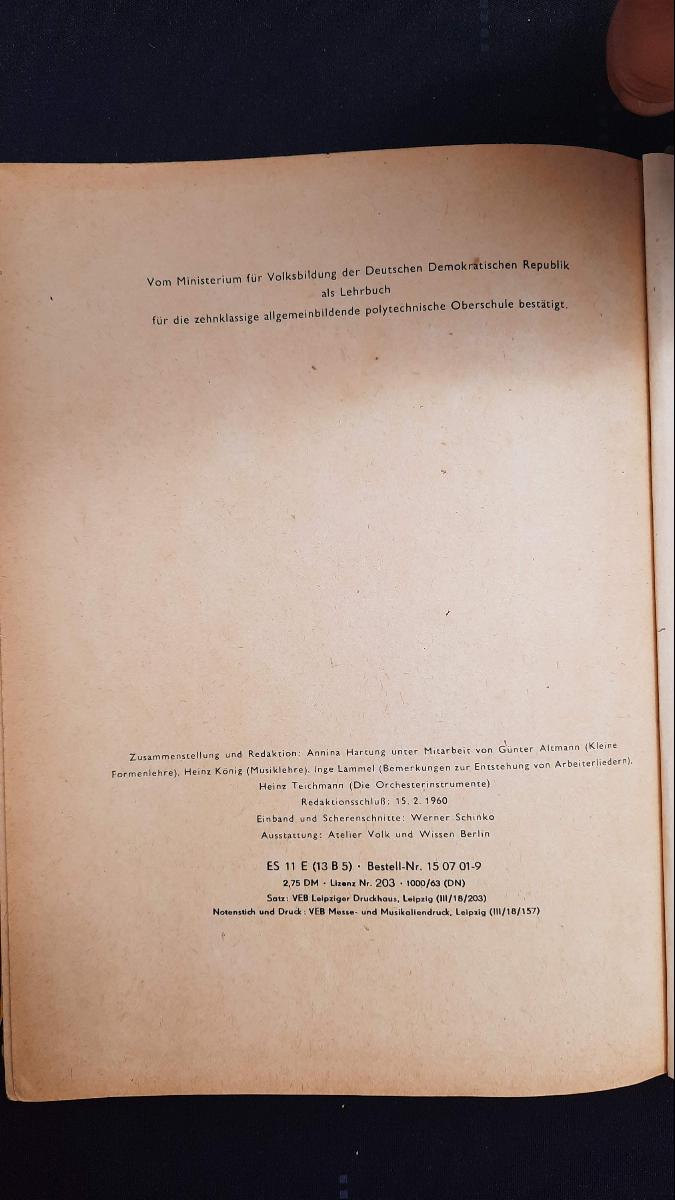 Vom Ministerium für Volksbildung der Deutschen Demokratischen Republik
als Lehrbuch
für die zehnklassige allgemeinbildende polytechnische Oberschule bestätigt.
Zusammenstellung und Redaktion: Annina Hartung unter Mitarbeit von Günter Altmann (Kleine
Formenlehre), Heinz König (Musiklehre), Inge Lammel (Bemerkungen zur Entstehung von Arbeiterliedern),
Heinz Teichmann (Die Orchesterinstrumente)
Redaktionsschluß: 15. 2. 1960
Einband und Scherenschnitte: Werner Schinko
Ausstattung: Atelier Volk und Wissen Berlin
ES 11 E (13 B 5) · Bestell-Nr. 15 07 01-9
2,75 DM · Lizenz Nr. 203 · 1000/63 (DN)
Satz: VEB Leipziger Druckhaus, Leipzig (III/18/203)
Notenstich und Druck: VEB Messe- und Musikaliendruck, Leipzig (III/18/157)